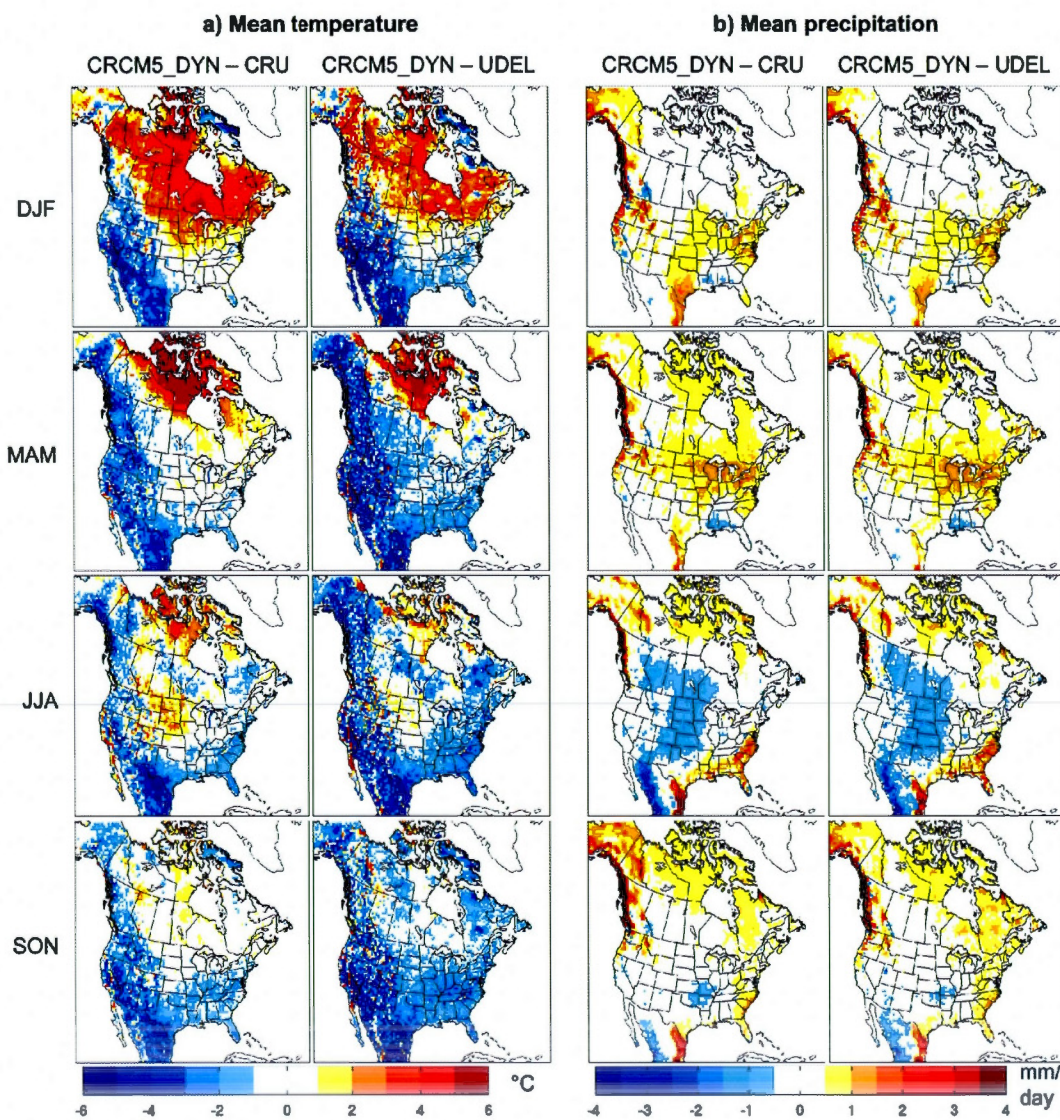 a) Mean temperature
b) Mean precipitation
CRCM5_DYN – CRU
CRCM5_DYN – UDEL
CRCM5_DYN – CRU
CRCM5_DYN – UDEL
DJF
MAM
JJA
SON
-6 -4 -2 0 2 4 6
°C
-4 -3 -2 -1 0 1 2 3 4
mm/
day